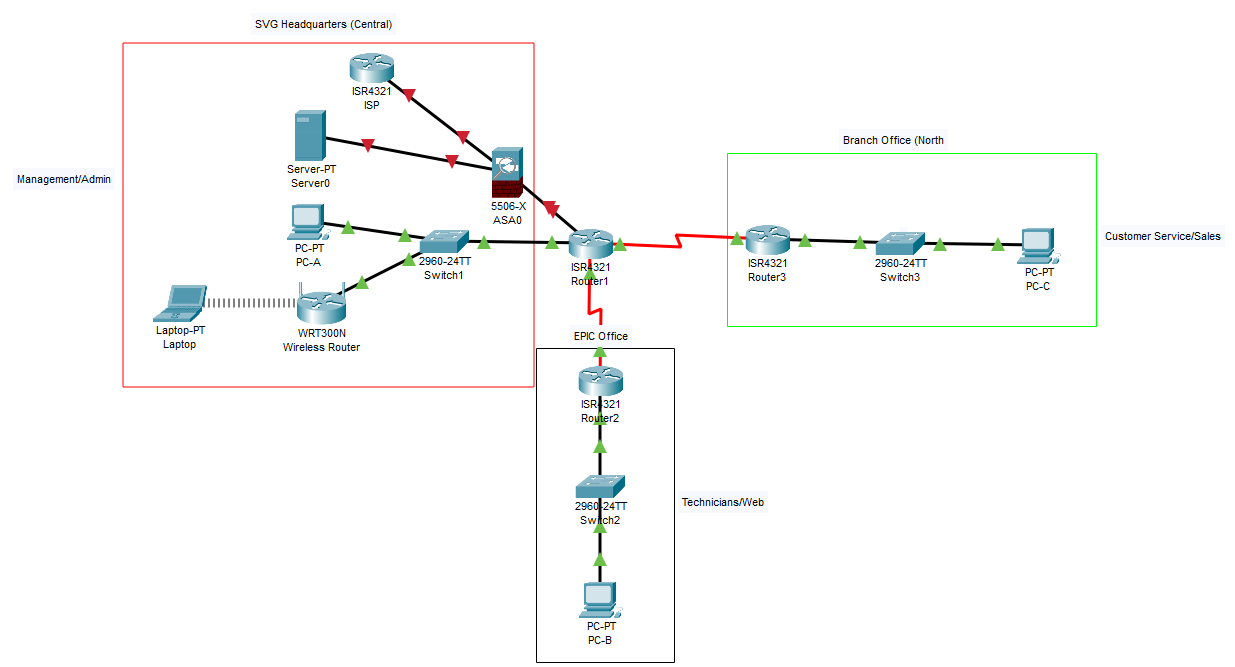 SVG Headquarters (Central)
ISR4321
ISP
Server-PT
Server0
Management/Admin
5506-X
ASA0
PC-PT
PC-A
2960-24TT
Switch1
Laptop-PT
Laptop
WRT300N
Wireless Router
ISR4321
Router1
Branch Office (North
ISR4321
Router3
2960-24TT
Switch3
PC-PT
PC-C
Customer Service/Sales
EPIC Office
ISR4321
Router2
2960-24TT
Switch2
Technicians/Web
PC-PT
PC-B